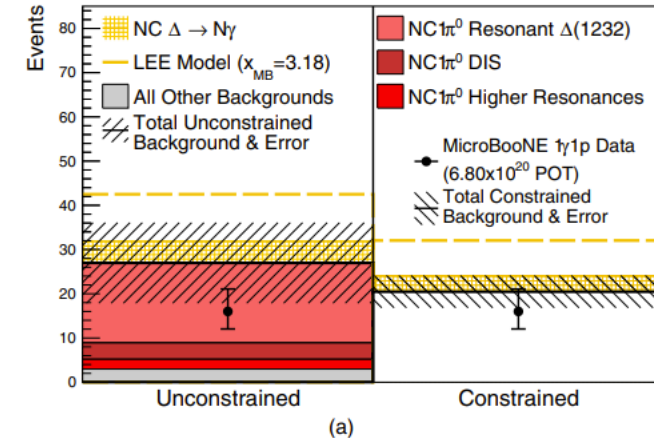 Events
80
70
60
50
40
30
20
10
0
NC Δ → Nγ
LEE Model (x_MB=3.18)
All Other Backgrounds
Total Unconstrained
Background & Error
NC1π⁰ Resonant Δ(1232)
NC1π⁰ DIS
NC1π⁰ Higher Resonances
MicroBooNE 1γ1p Data
(6.80x10²⁰ POT)
Total Constrained
Background & Error
Unconstrained
Constrained
(a)